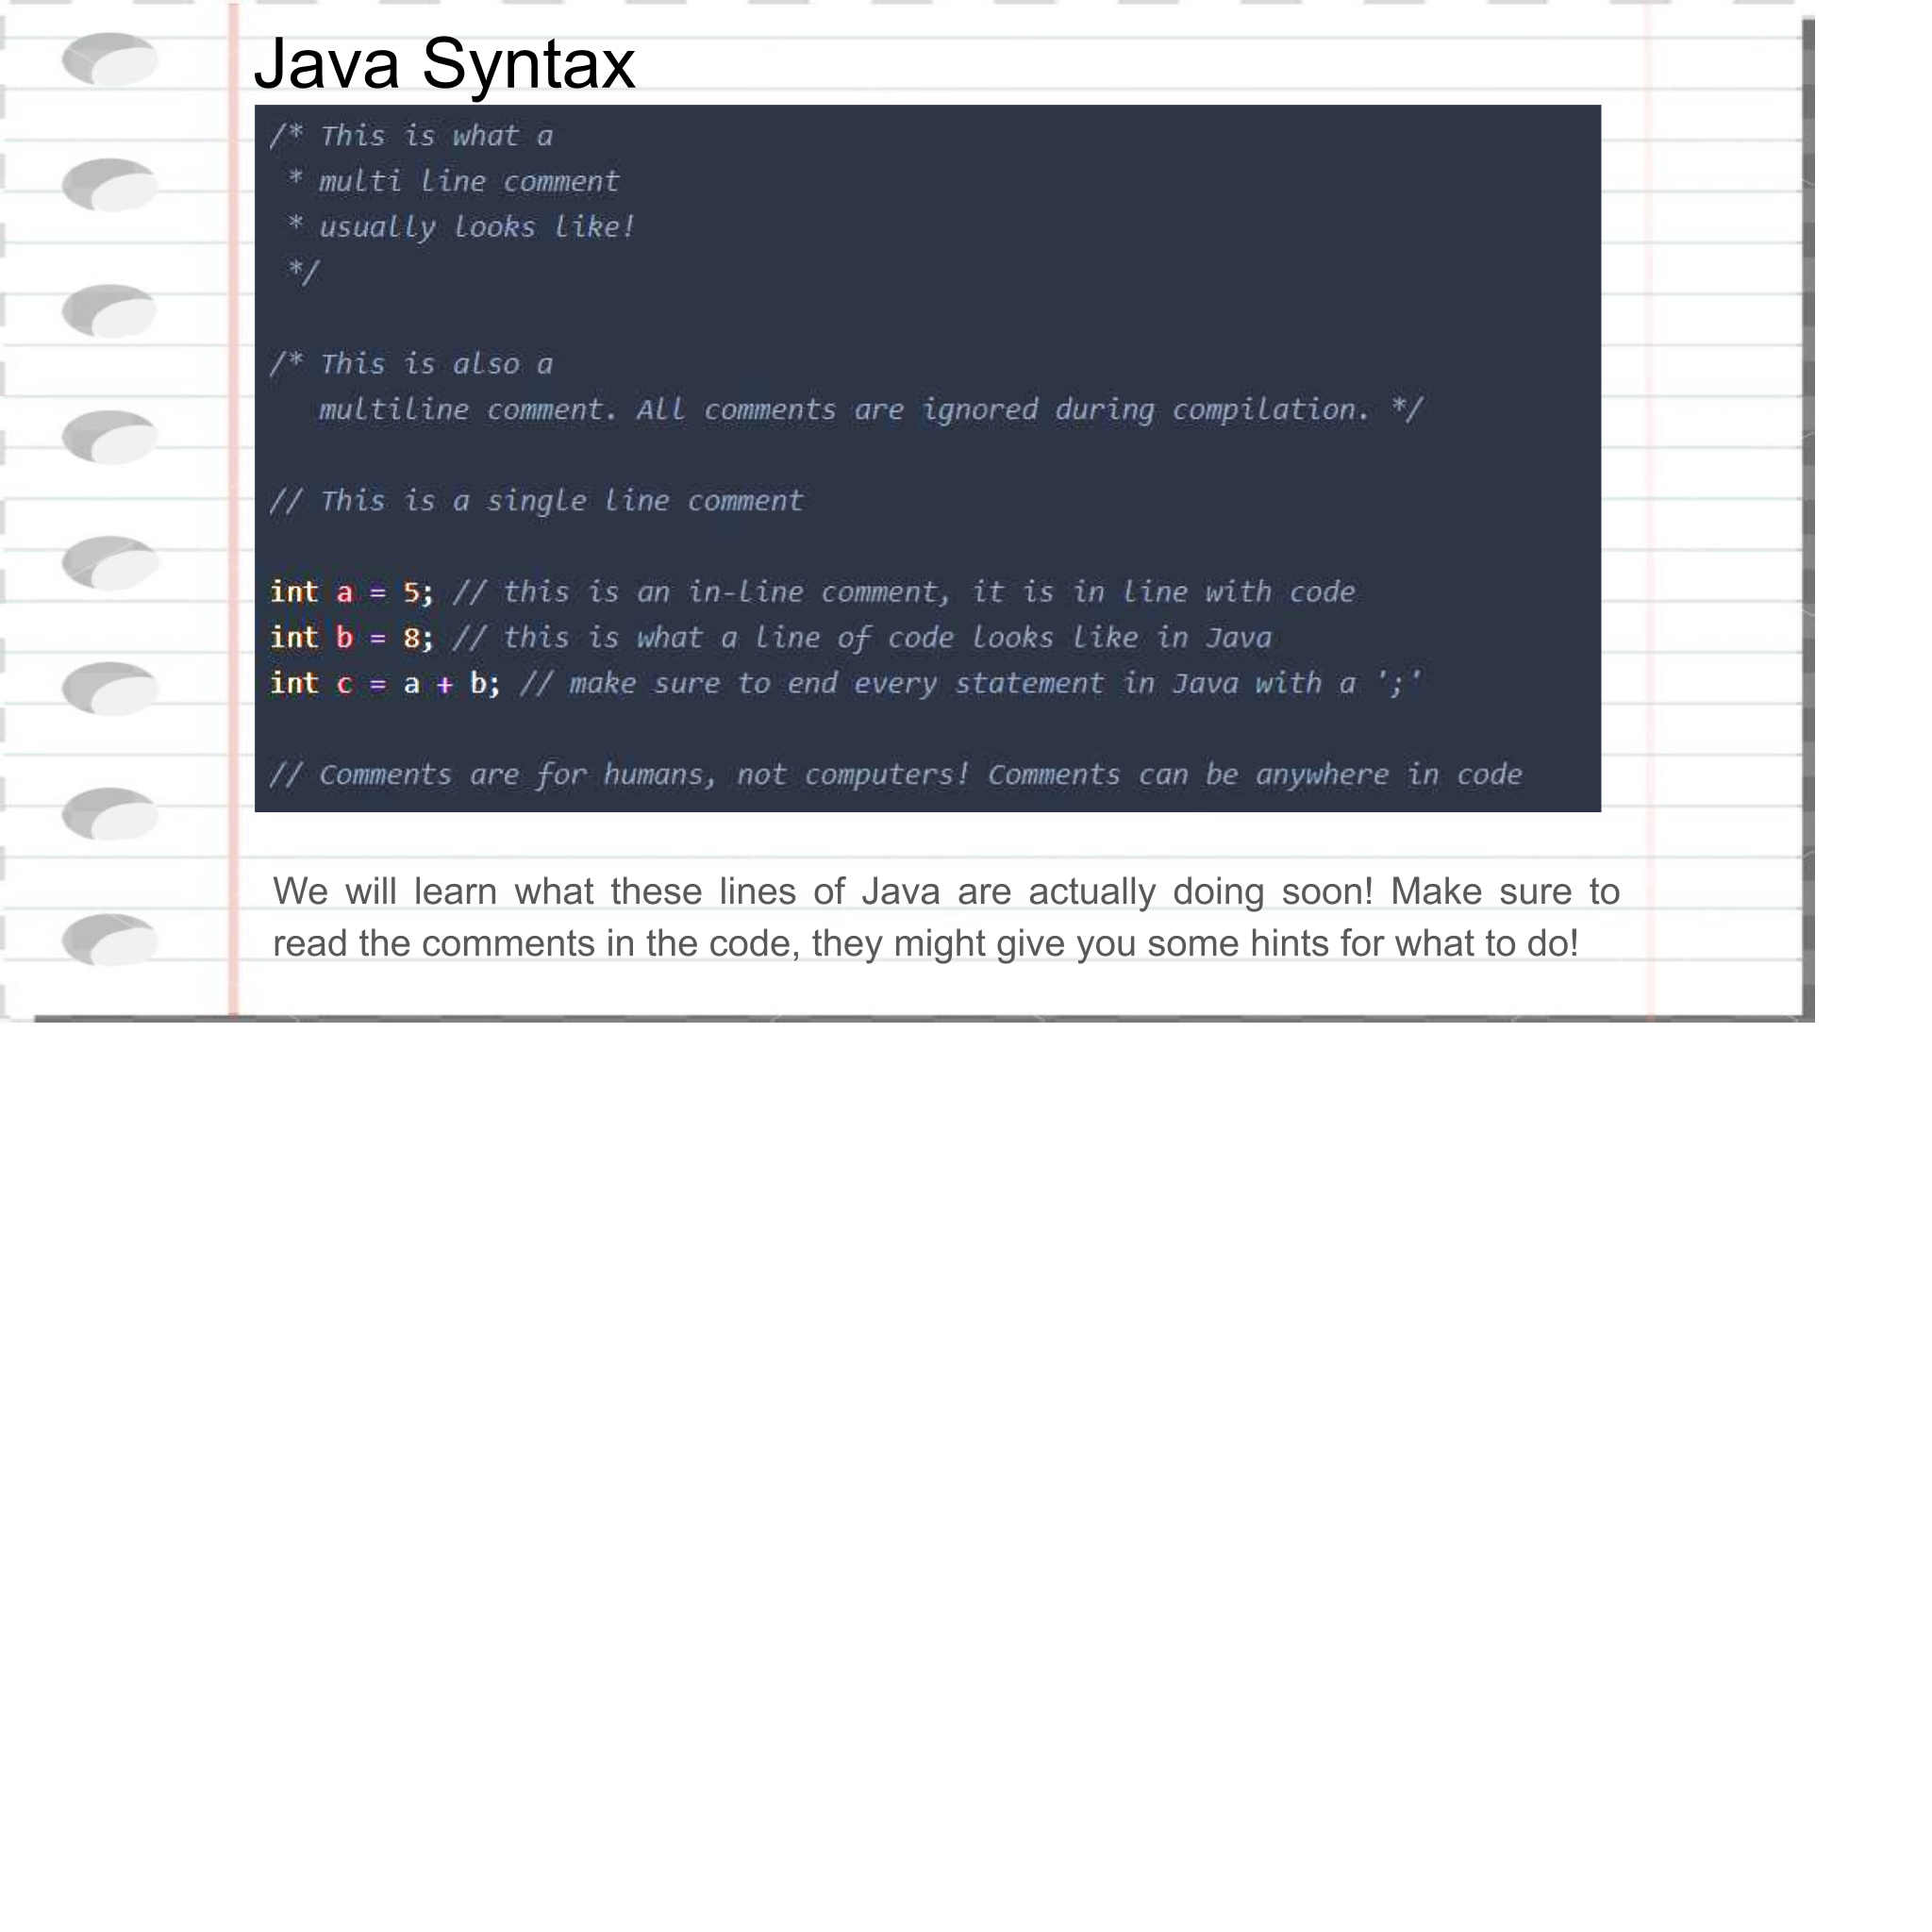 Java Syntax
/* This is what a
 * multi line comment
 * usually looks like!
 */
/* This is also a
   multiline comment. All comments are ignored during compilation. */
// This is a single line comment
int a = 5; // this is an in-line comment, it is in line with code
int b = 8; // this is what a line of code looks like in Java
int c = a + b; // make sure to end every statement in Java with a ';'
// Comments are for humans, not computers! Comments can be anywhere in code
We will learn what these lines of Java are actually doing soon! Make sure to
read the comments in the code, they might give you some hints for what to do!